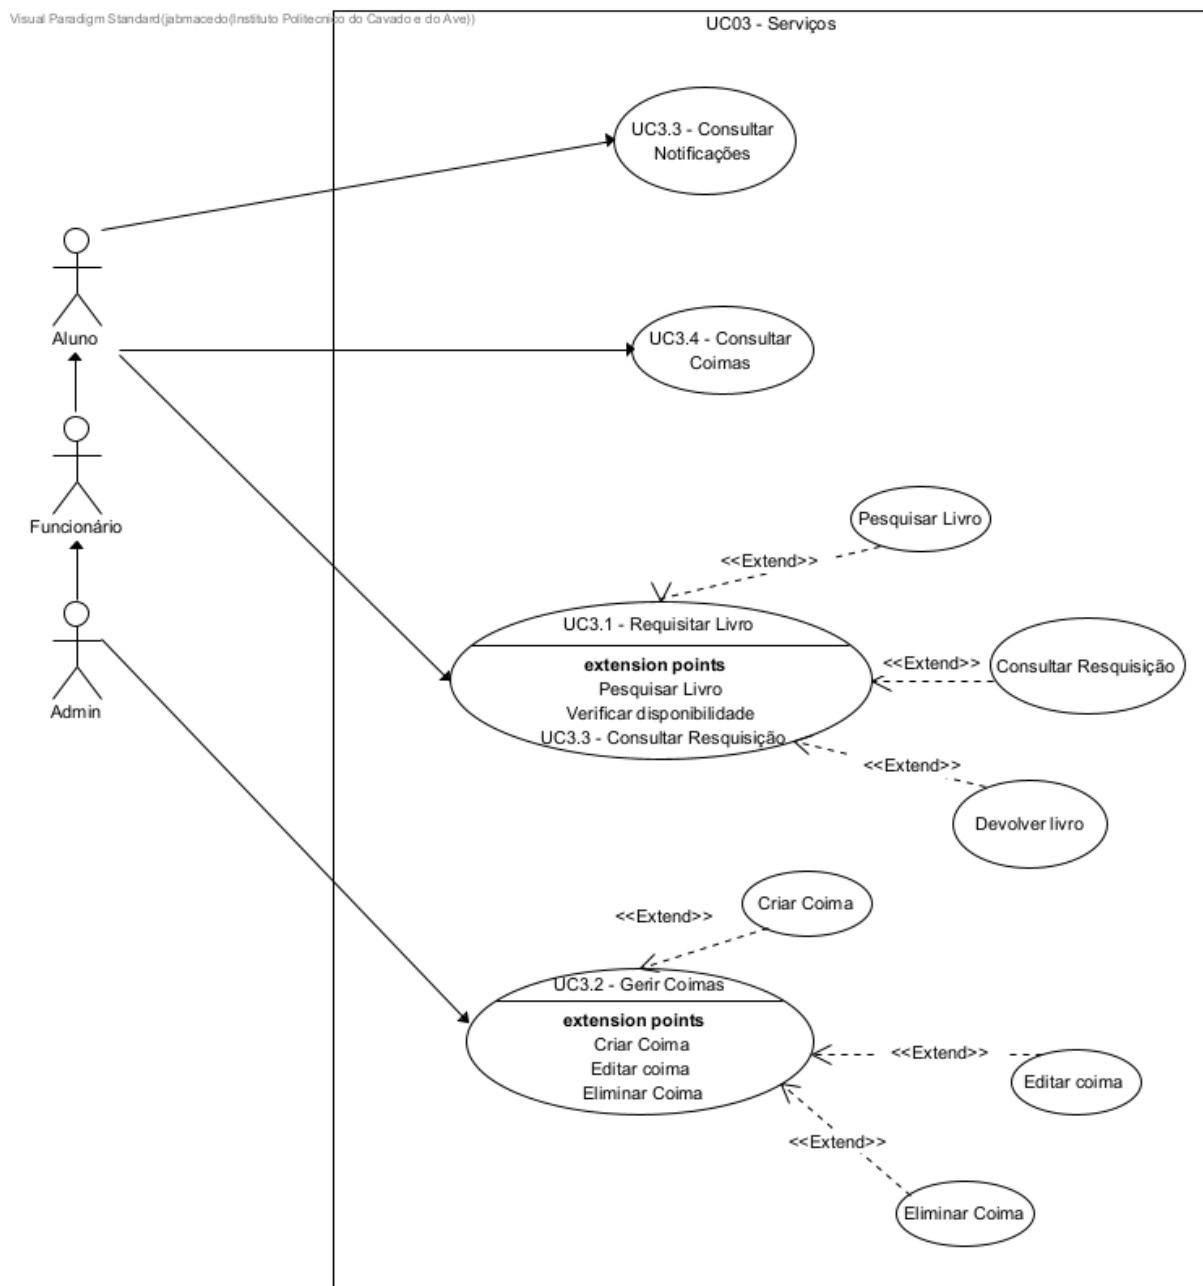 Visual Paradigm Standard(jabmacedo(Instituto Politecnico do Cavado e do Ave))
UC03 - Serviços
UC3.3 - Consultar
Notificações
Aluno
UC3.4 - Consultar
Coimas
Funcionário
Admin
Pesquisar Livro
<<Extend>>
UC3.1 - Requisitar Livro
extension points
Pesquisar Livro
Verificar disponibilidade
UC3.3 - Consultar Resquisição
<<Extend>>
Consultar Resquisição
<<Extend>>
Devolver livro
Criar Coima
<<Extend>>
UC3.2 - Gerir Coimas
extension points
Criar Coima
Editar coima
Eliminar Coima
<<Extend>>
Editar coima
<<Extend>>
Eliminar Coima